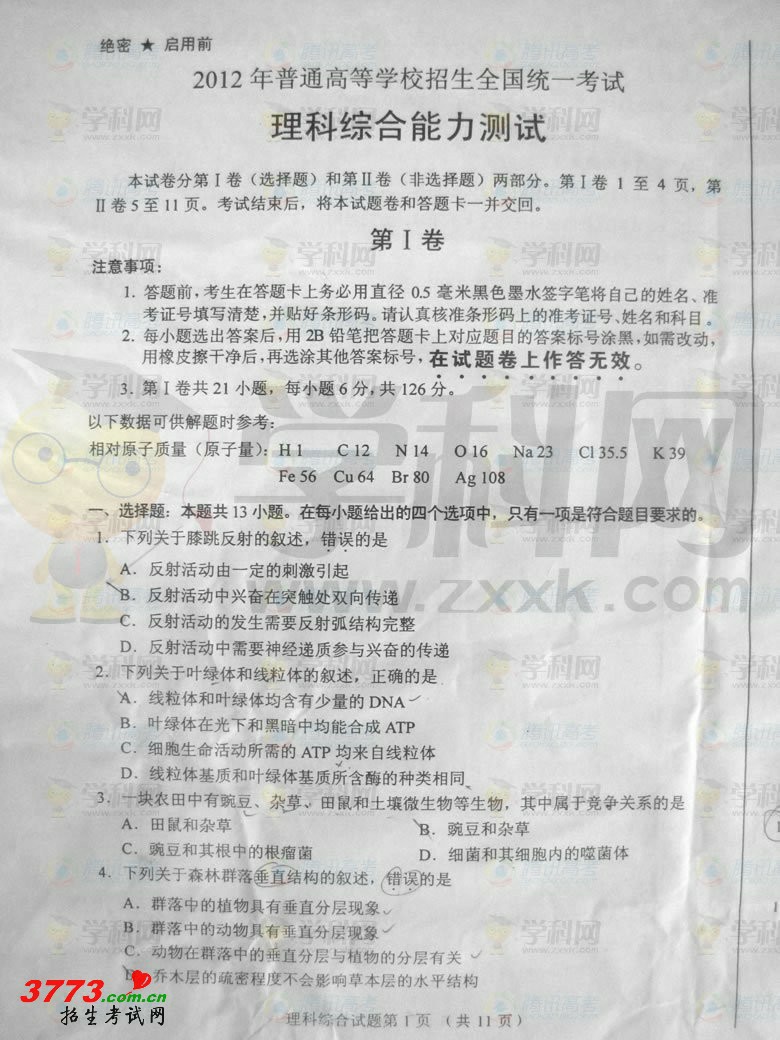 绝密 ★ 启用前
2012 年普通高等学校招生全国统一考试
理科综合能力测试
本试卷分第Ⅰ卷（选择题）和第Ⅱ卷（非选择题）两部分。第Ⅰ卷 1 至 4 页，第
Ⅱ卷 5 至 11 页。考试结束后，将本试题卷和答题卡一并交回。
第Ⅰ卷
注意事项：
1. 答题前，考生在答题卡上务必用直径 0.5 毫米黑色墨水签字笔将自己的姓名、准
考证号填写清楚，并贴好条形码。请认真核准条形码上的准考证号、姓名和科目。
2. 每小题选出答案后，用 2B 铅笔把答题卡上对应题目的答案标号涂黑，如需改动，
用橡皮擦干净后，再选涂其他答案标号，在试题卷上作答无效。
3. 第Ⅰ卷共 21 小题，每小题 6 分，共 126 分。
以下数据可供解题时参考：
相对原子质量（原子量）：H 1 C 12 N 14 O 16 Na 23 Cl 35.5 K 39
Fe 56 Cu 64 Br 80 Ag 108
一、选择题：本题共 13 小题。在每小题给出的四个选项中，只有一项是符合题目要求的。
1. 下列关于膝跳反射的叙述，错误的是
A. 反射活动由一定的刺激引起
B. 反射活动中兴奋在突触处双向传递
C. 反射活动的发生需要反射弧结构完整
D. 反射活动中需要神经递质参与兴奋的传递
2. 下列关于叶绿体和线粒体的叙述，正确的是
A. 线粒体和叶绿体均含有少量的 DNA
B. 叶绿体在光下和黑暗中均能合成 ATP
C. 细胞生命活动所需的 ATP 均来自线粒体
D. 线粒体基质和叶绿体基质所含酶的种类相同
3. 一块农田中有豌豆、杂草、田鼠和土壤微生物等生物，其中属于竞争关系的是
A. 田鼠和杂草 B. 豌豆和杂草
C. 豌豆和其根中的根瘤菌 D. 细菌和其细胞内的噬菌体
4. 下列关于森林群落垂直结构的叙述，错误的是
A. 群落中的植物具有垂直分层现象
B. 群落中的动物具有垂直分层现象
C. 动物在群落中的垂直分层与植物的分层有关
D. 乔木层的疏密程度不会影响草本层的水平结构
理科综合试题第 1 页 （共 11 页）
学科网
www.zxxk.com
腾讯高考
3773.com.cn
招生考试网